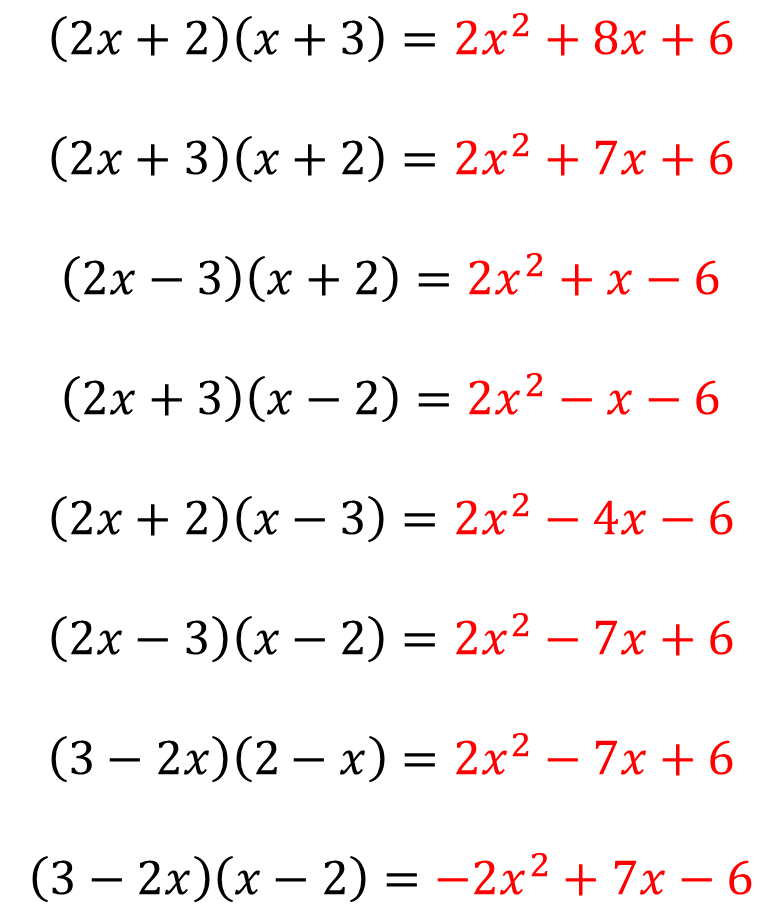 (2x + 2)(x + 3) = 2x² + 8x + 6
(2x + 3)(x + 2) = 2x² + 7x + 6
(2x − 3)(x + 2) = 2x² + x − 6
(2x + 3)(x − 2) = 2x² − x − 6
(2x + 2)(x − 3) = 2x² − 4x − 6
(2x − 3)(x − 2) = 2x² − 7x + 6
(3 − 2x)(2 − x) = 2x² − 7x + 6
(3 − 2x)(x − 2) = −2x² + 7x − 6